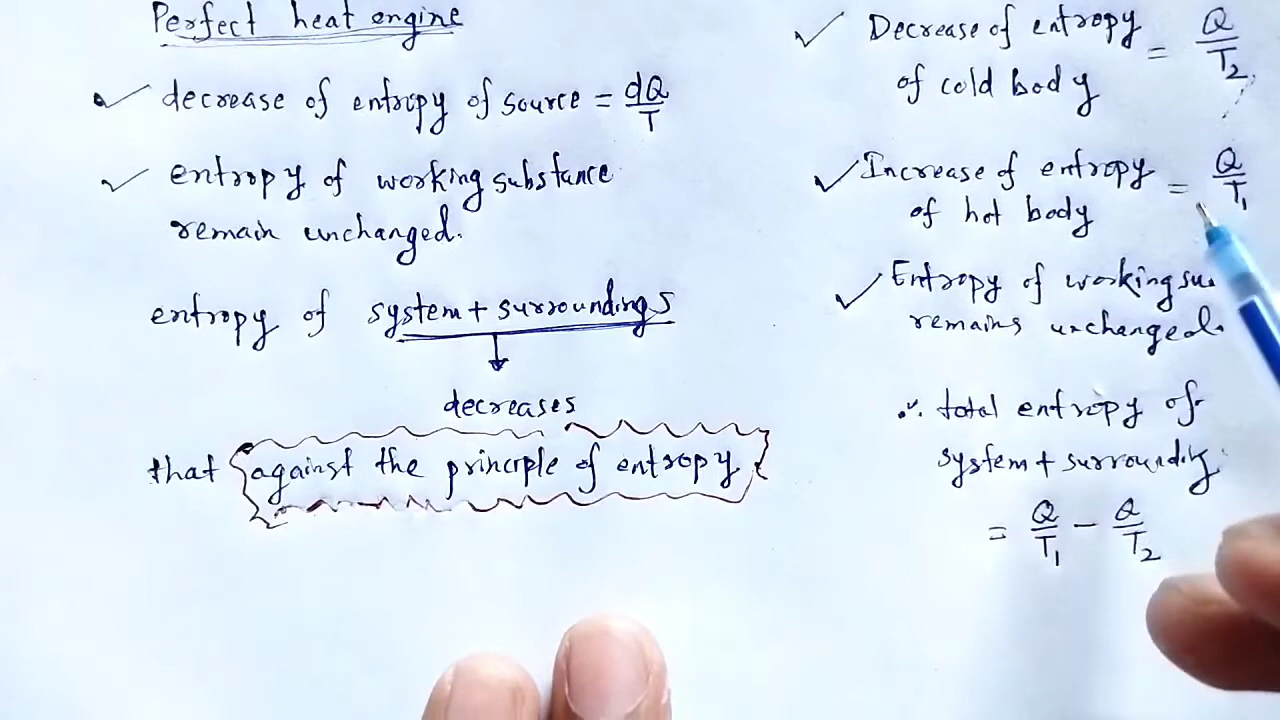 Perfect heat engine
✓ decrease of entropy of source = dQ/T
✓ entropy of working substance
remain unchanged.
entropy of system + surroundings
↓
decreases
that against the principle of entropy
✓ Decrease of entropy = Q/T₂
of cold body
✓ Increase of entropy = Q/T₁
of hot body
✓ Entropy of working su
remains unchanged.
∴ total entropy of
system + surrounding
= Q/T₁ - Q/T₂